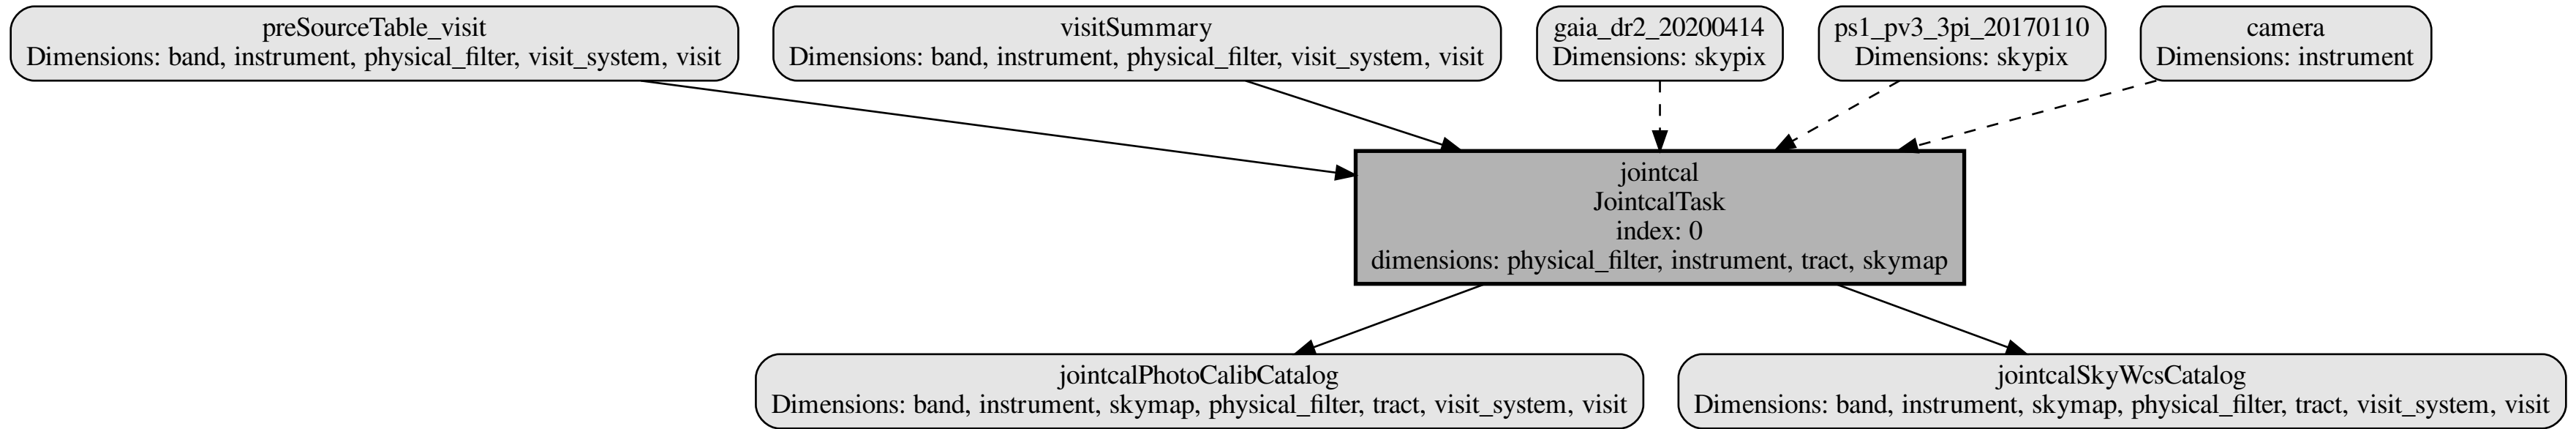 preSourceTable_visit
Dimensions: band, instrument, physical_filter, visit_system, visit
visitSummary
Dimensions: band, instrument, physical_filter, visit_system, visit
gaia_dr2_20200414
Dimensions: skypix
ps1_pv3_3pi_20170110
Dimensions: skypix
camera
Dimensions: instrument
jointcal
JointcalTask
index: 0
dimensions: physical_filter, instrument, tract, skymap
jointcalPhotoCalibCatalog
Dimensions: band, instrument, skymap, physical_filter, tract, visit_system, visit
jointcalSkyWcsCatalog
Dimensions: band, instrument, skymap, physical_filter, tract, visit_system, visit